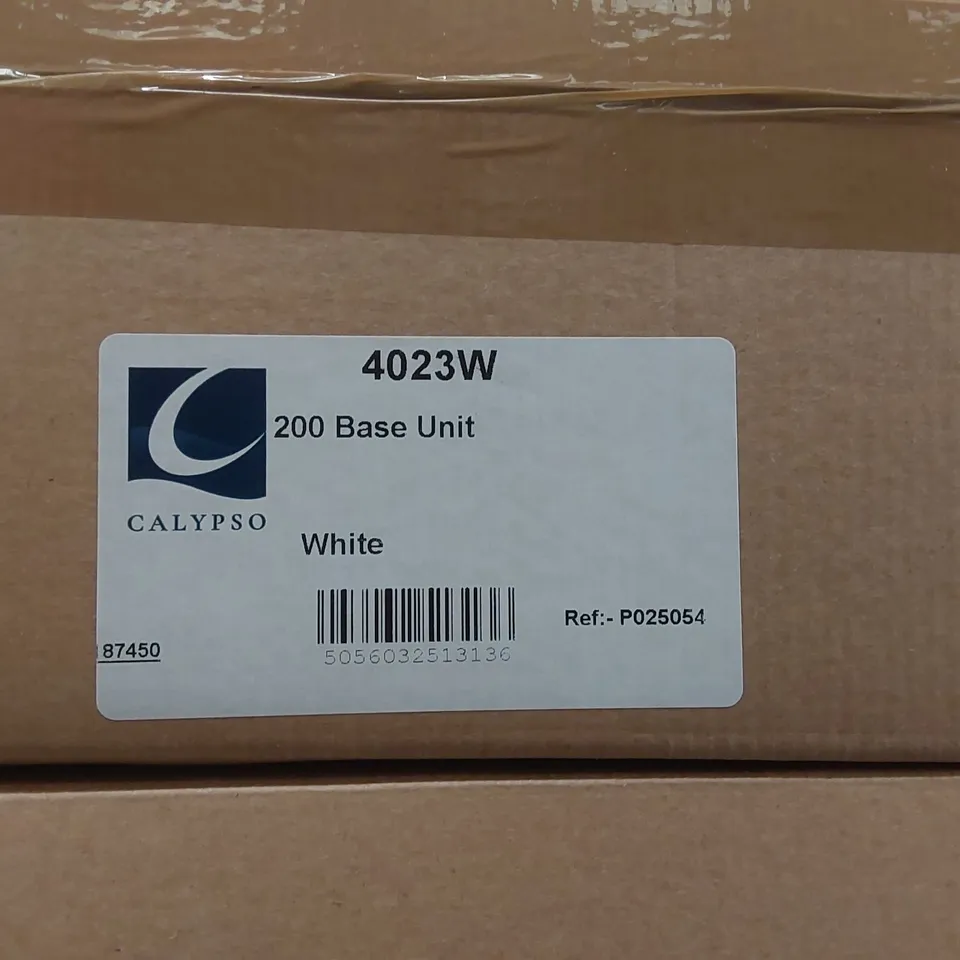 4023W
200 Base Unit
CALYPSO
White
Ref:- P025054
87450
5056032513136